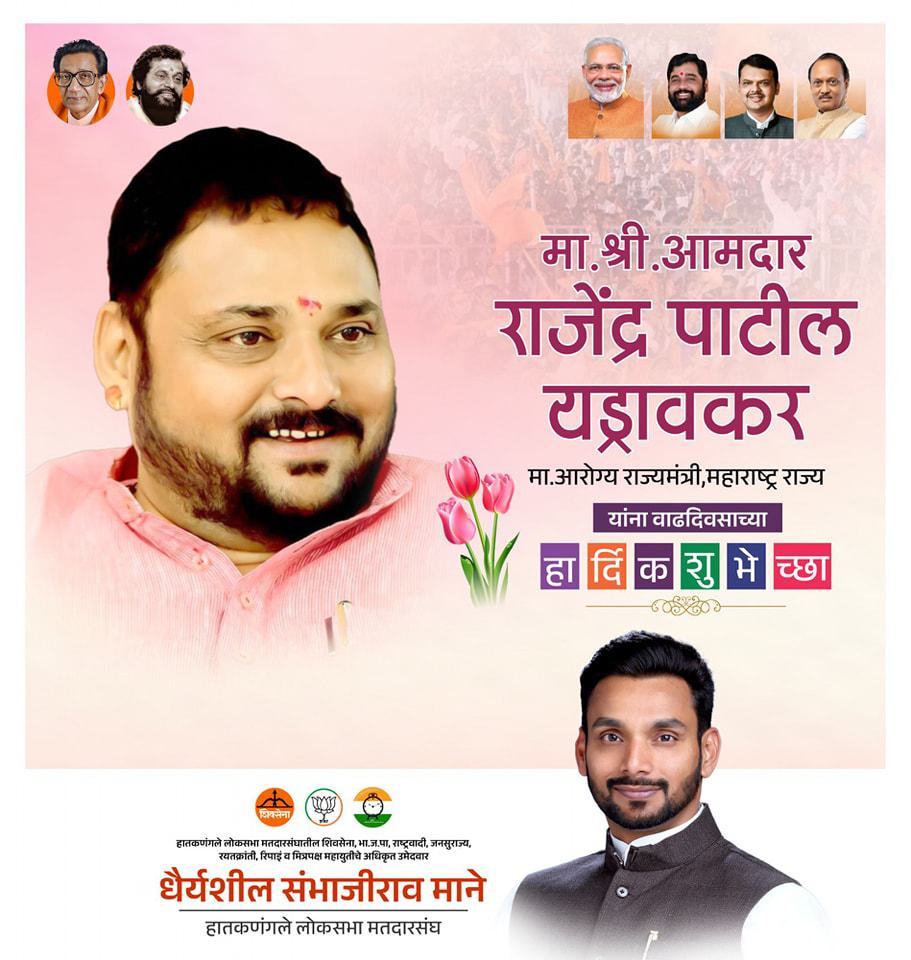 मा.श्री.आमदार
राजेंद्र पाटील
यड्रावकर
मा.आरोग्य राज्यमंत्री,महाराष्ट्र राज्य
यांना वाढदिवसाच्या
हार्दिक शुभेच्छा
शिवसेना
हातकणंगले लोकसभा मतदारसंघातील शिवसेना, भा.ज.पा, राष्ट्रवादी, जनसुराज्य,
रयतक्रांती, रिपाइं व मित्रपक्ष महायुतीचे अधिकृत उमेदवार
धैर्यशील संभाजीराव माने
हातकणंगले लोकसभा मतदारसंघ